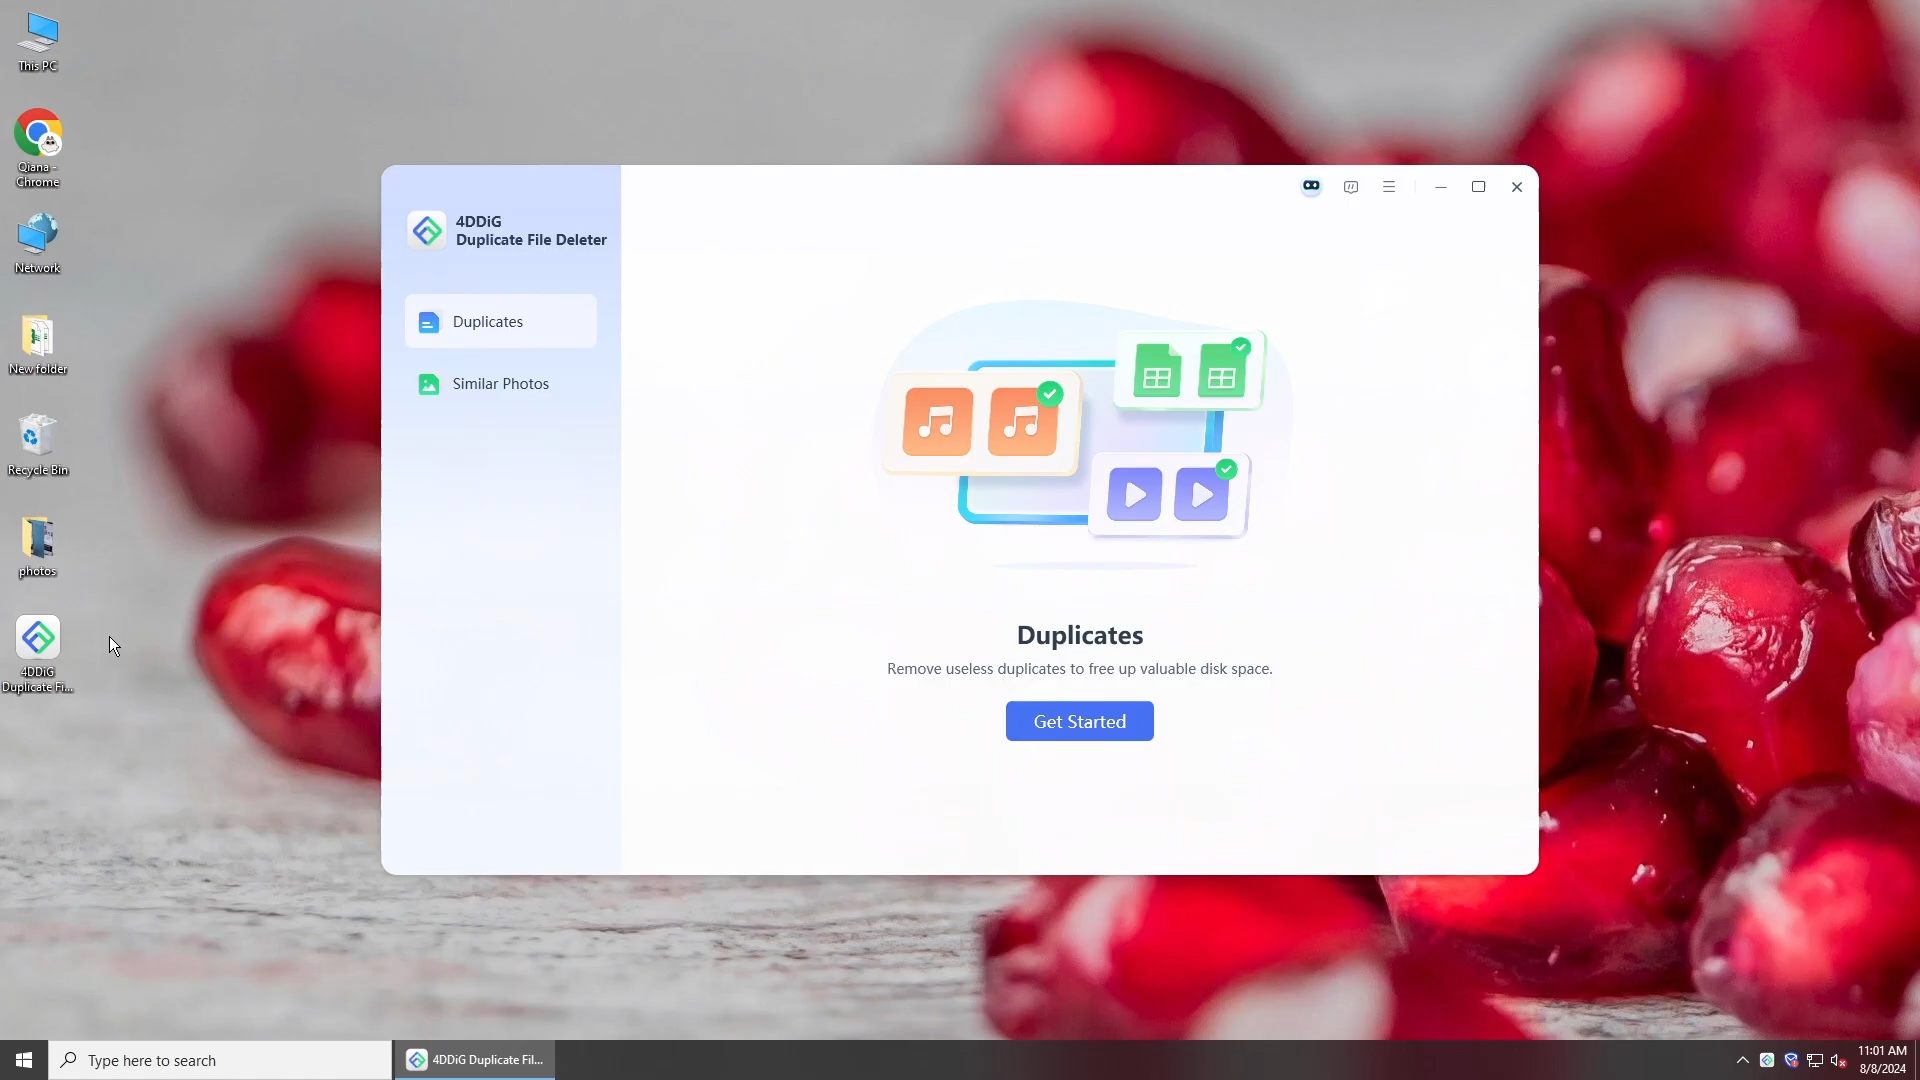 This PC
Qiana -
Chrome
Network
New folder
Recycle Bin
photos
4DDiG
Duplicate Fi...
4DDiG
Duplicate File Deleter
Duplicates
Similar Photos
Duplicates
Remove useless duplicates to free up valuable disk space.
Get Started
Type here to search
4DDiG Duplicate Fil...
11:01 AM
8/8/2024